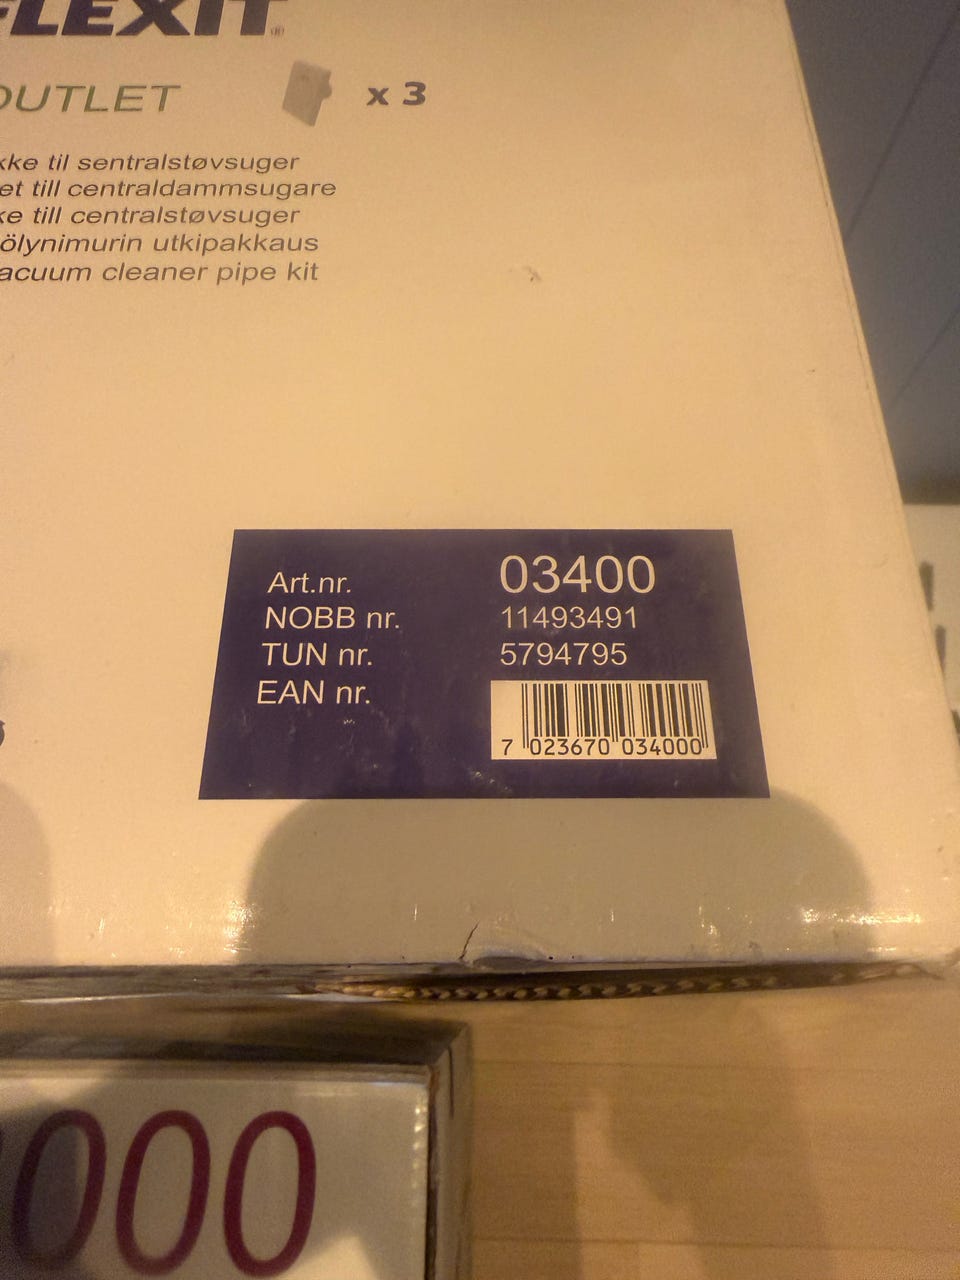 FLEXIT®
OUTLET x 3
kke til sentralstøvsuger
et till centraldammsugare
ke till centralstøvsuger
ölynimurin utkipakkaus
acuum cleaner pipe kit
Art.nr. 03400
NOBB nr. 11493491
TUN nr. 5794795
EAN nr.
7 023670 034000
000